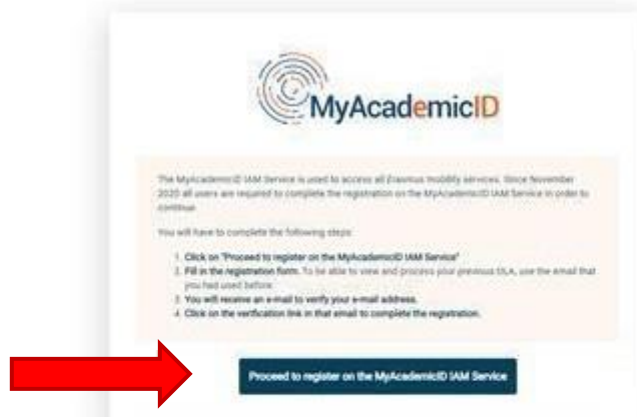 MyAcademicID
The MyAcademicID IAM Service is used to access all Erasmus mobility services. Since November
2020 all users are required to complete the registration on the MyAcademicID IAM Service in order to
continue.
You will have to complete the following steps:
1. Click on "Proceed to register on the MyAcademicID IAM Service"
2. Fill in the registration form. To be able to view and process your previous OLA, use the email that
you had used before.
3. You will receive an e-mail to verify your e-mail address.
4. Click on the verification link in that email to complete the registration.
Proceed to register on the MyAcademicID IAM Service